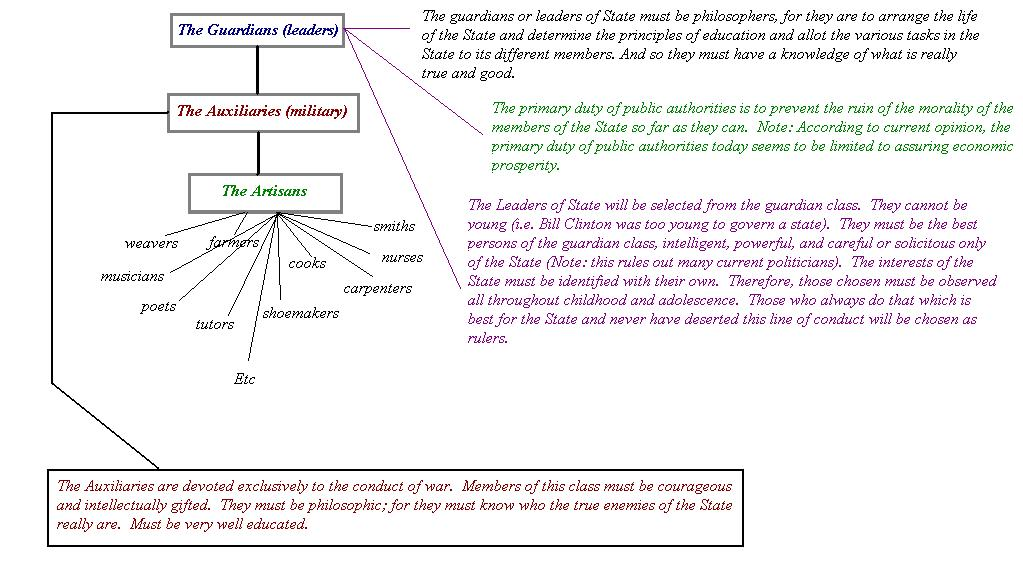 The Guardians (leaders)
The guardians or leaders of State must be philosophers, for they are to arrange the life
of the State and determine the principles of education and allot the various tasks in the
State to its different members. And so they must have a knowledge of what is really
true and good.
The Auxiliaries (military)
The primary duty of public authorities is to prevent the ruin of the morality of the
members of the State so far as they can. Note: According to current opinion, the
primary duty of public authorities today seems to be limited to assuring economic
prosperity.
The Artisans
The Leaders of State will be selected from the guardian class. They cannot be
young (i.e. Bill Clinton was too young to govern a state). They must be the best
persons of the guardian class, intelligent, powerful, and careful or solicitous only
of the State (Note: this rules out many current politicians). The interests of the
State must be identified with their own. Therefore, those chosen must be observed
all throughout childhood and adolescence. Those who always do that which is
best for the State and never have deserted this line of conduct will be chosen as
rulers.
weavers
farmers
smiths
musicians
cooks
nurses
poets
carpenters
tutors
shoemakers
Etc
The Auxiliaries are devoted exclusively to the conduct of war. Members of this class must be courageous
and intellectually gifted. They must be philosophic; for they must know who the true enemies of the State
really are. Must be very well educated.